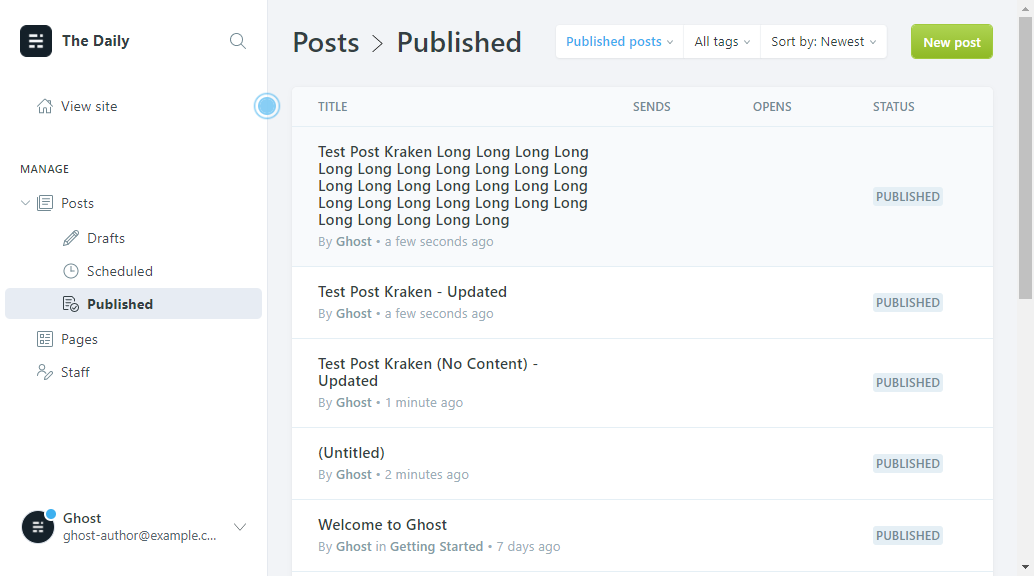 The Daily
View site
MANAGE
Posts
Drafts
Scheduled
Published
Pages
Staff
Ghost
ghost-author@example.c...
Posts > Published
Published posts
All tags
Sort by: Newest
New post
TITLE SENDS OPENS STATUS
Test Post Kraken Long Long Long Long
Long Long Long Long Long Long Long
Long Long Long Long Long Long Long
Long Long Long Long Long Long Long
Long Long Long Long Long
By Ghost • a few seconds ago
PUBLISHED
Test Post Kraken - Updated
By Ghost • a few seconds ago
PUBLISHED
Test Post Kraken (No Content) -
Updated
By Ghost • 1 minute ago
PUBLISHED
(Untitled)
By Ghost • 2 minutes ago
PUBLISHED
Welcome to Ghost
By Ghost in Getting Started • 7 days ago
PUBLISHED